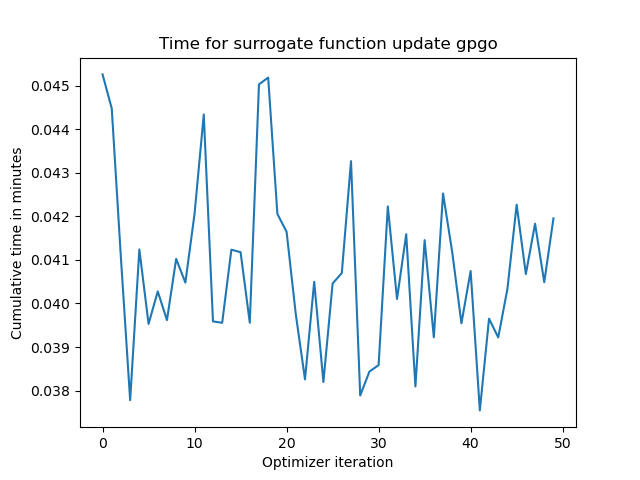 Time for surrogate function update gpgo
Cumulative time in minutes
0.045
0.044
0.043
0.042
0.041
0.040
0.039
0.038
0 10 20 30 40 50
Optimizer iteration